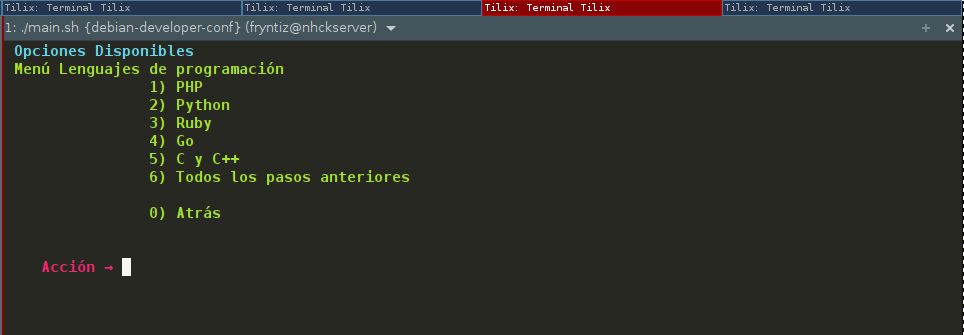 Tilix: Terminal Tilix Tilix: Terminal Tilix Tilix: Terminal Tilix Tilix: Terminal Tilix
1: ./main.sh {debian-developer-conf} (fryntiz@nhckserver)
Opciones Disponibles
Menú Lenguajes de programación
1) PHP
2) Python
3) Ruby
4) Go
5) C y C++
6) Todos los pasos anteriores
0) Atrás
Acción →